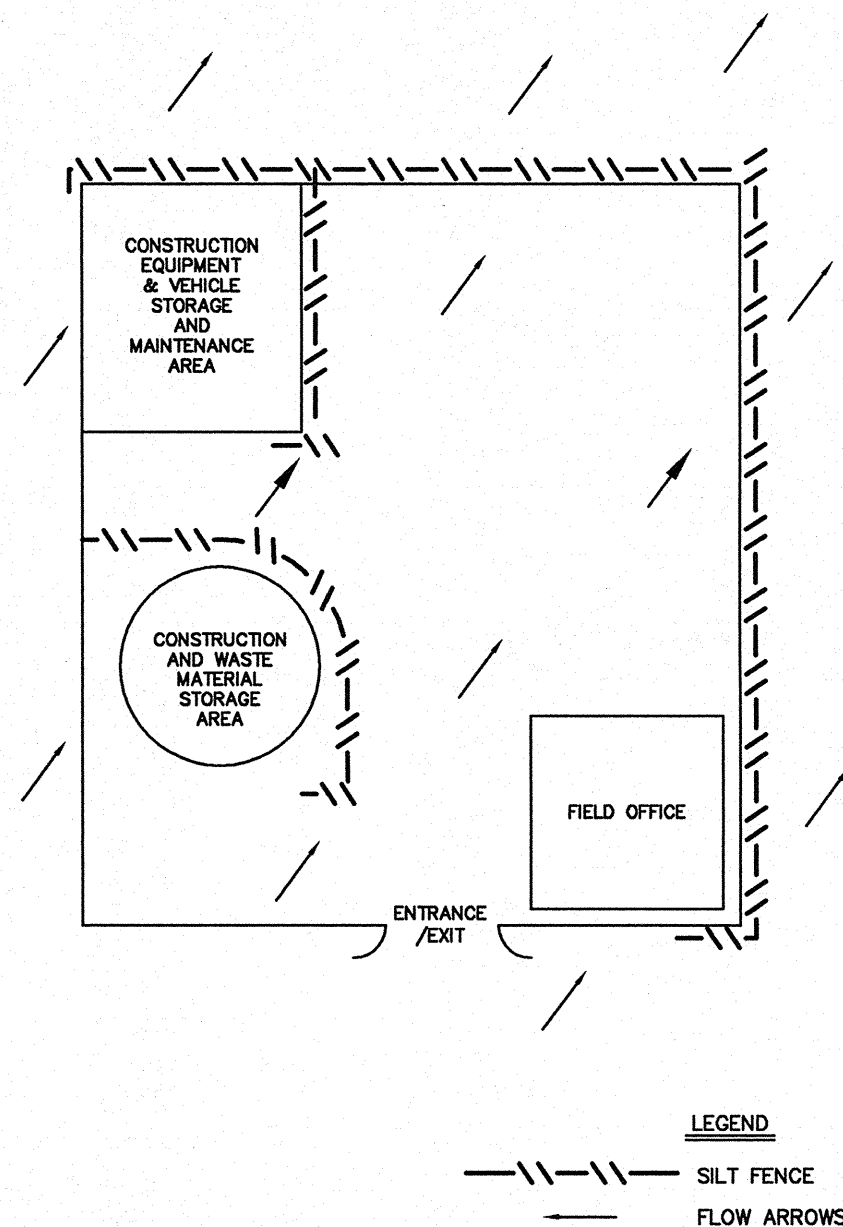 CONSTRUCTION
EQUIPMENT
& VEHICLE
STORAGE
AND
MAINTENANCE
AREA
CONSTRUCTION
AND WASTE
MATERIAL
STORAGE
AREA
FIELD OFFICE
ENTRANCE
/EXIT
LEGEND
SILT FENCE
FLOW ARROWS